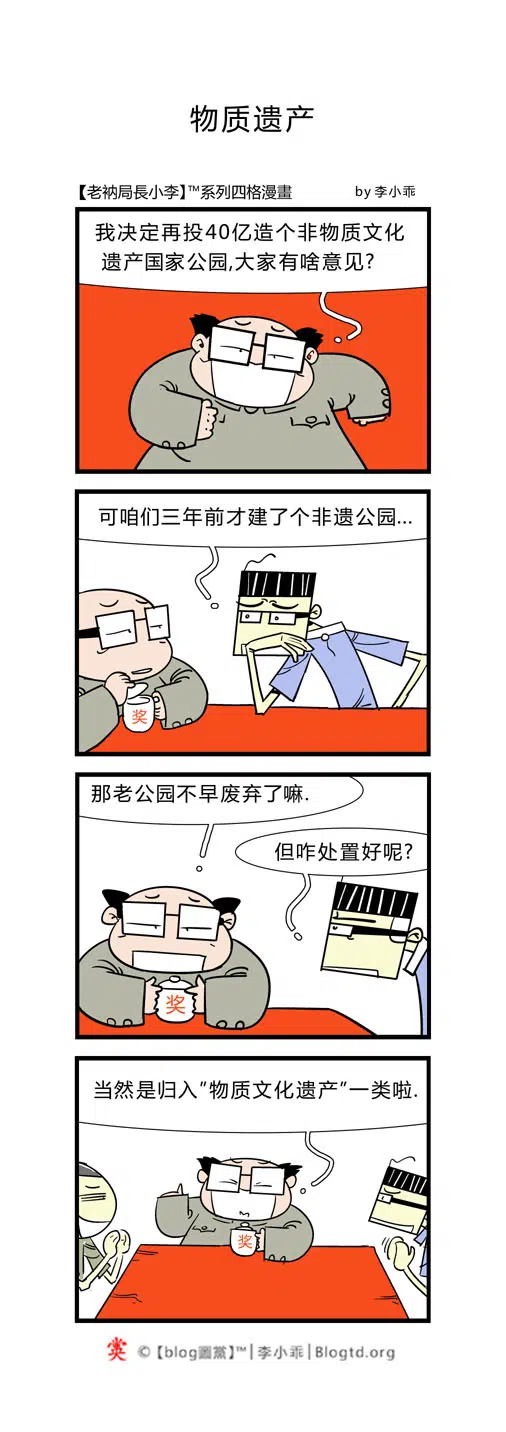 物质遗产
【老衲局長小李】™系列四格漫畫 by 李小乖
我决定再投40亿造个非物质文化
遗产国家公园,大家有啥意见?
可咱们三年前才建了个非遗公园...
奖
那老公园不早废弃了嘛.
但咋处置好呢?
奖
当然是归入"物质文化遗产"一类啦.
奖
赏 © 【blog圖赏】™|李小乖|Blogtd.org